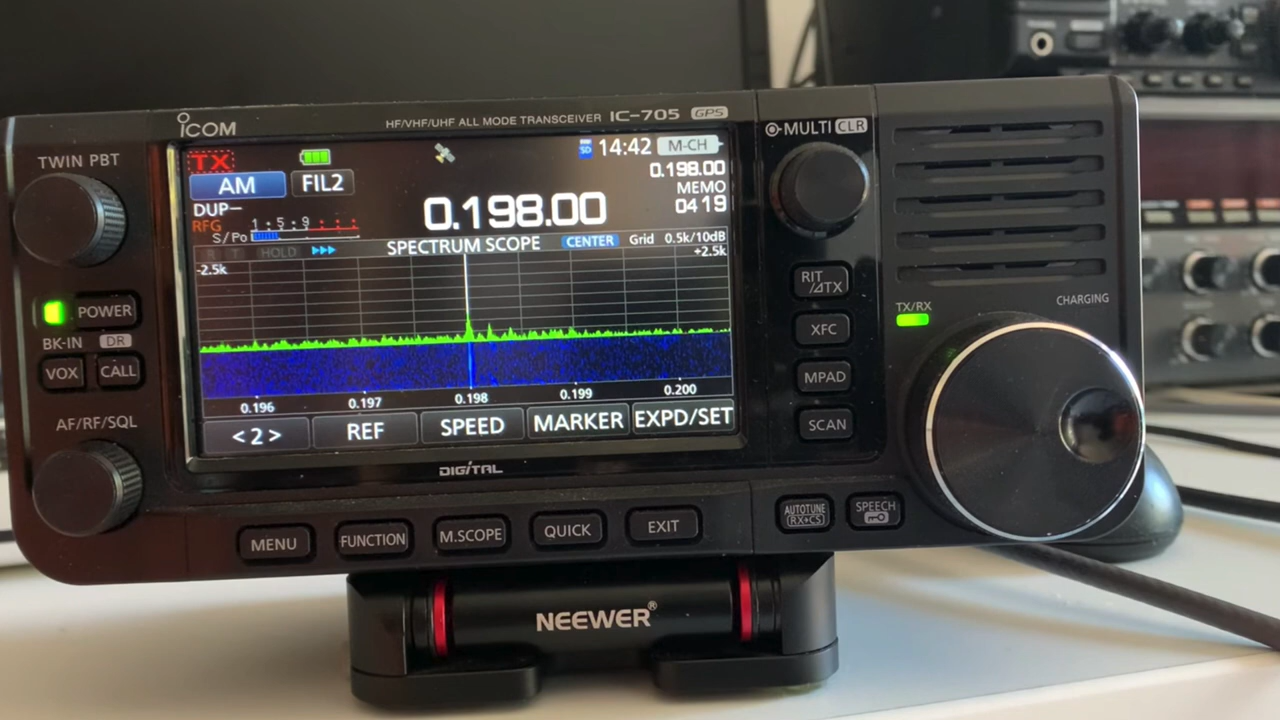 ICOM
HF/VHF/UHF ALL MODE TRANSCEIVER IC-705 GPS
MULTI CLR
TWIN PBT
TX
SD 14:42 M-CH
AM FIL2
0.198.00
0.198.00
MEMO
0419
DUP-
RFG
1 · 5 · 9
S/Po
R T HOLD
SPECTRUM SCOPE CENTER Grid 0.5k/10dB
-2.5k +2.5k
0.196 0.197 0.198 0.199 0.200
<2> REF SPEED MARKER EXPD/SET
DIGITAL
POWER
BK-IN DR
VOX CALL
AF/RF/SQL
RIT
/⊿TX
XFC
MPAD
SCAN
TX/RX
CHARGING
AUTOTUNE
RX→CS
SPEECH
MENU FUNCTION M.SCOPE QUICK EXIT
NEEWER®